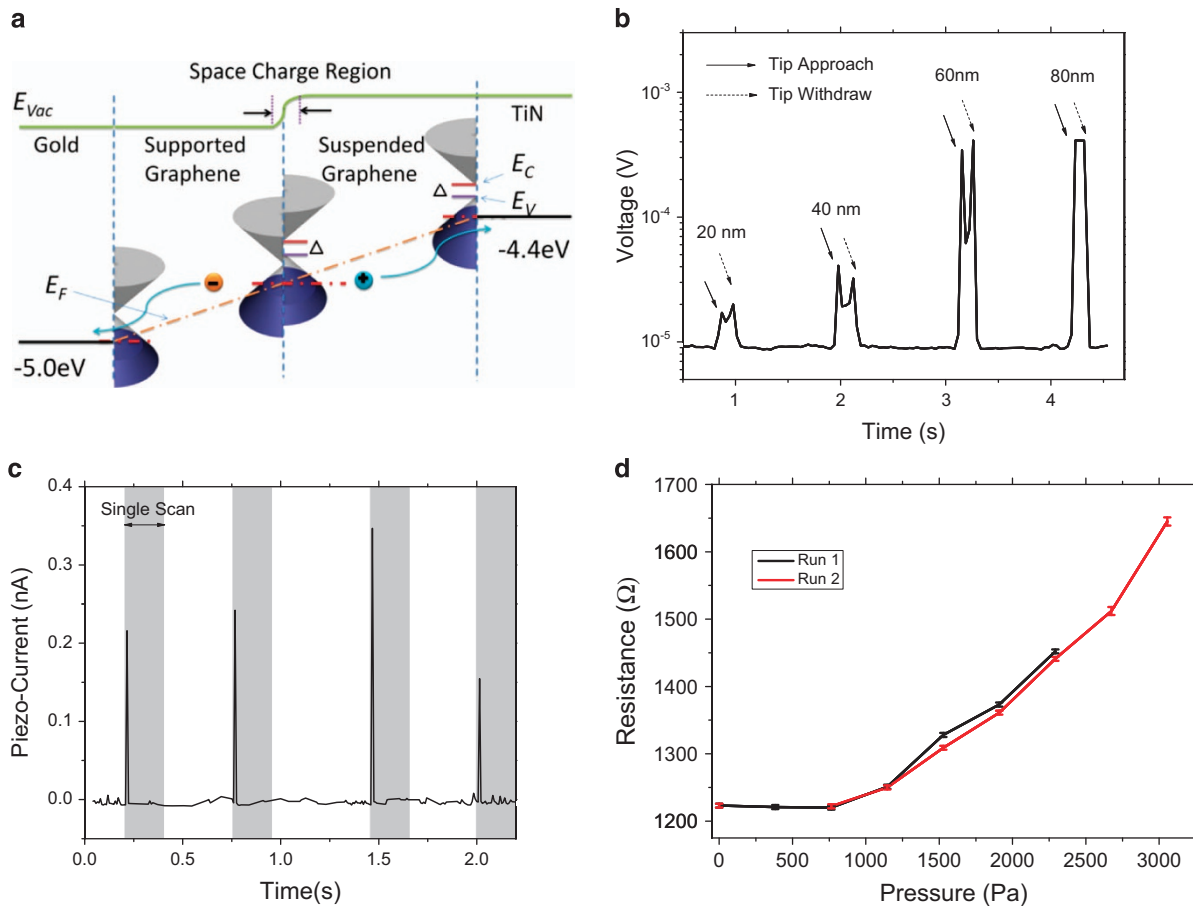 a
Space Charge Region
E_Vac
TiN
Gold
Supported
Graphene
Suspended
Graphene
E_C
Δ
E_V
Δ
-4.4eV
E_F
-
+
-5.0eV
b
Tip Approach
Tip Withdraw
60nm
80nm
40 nm
20 nm
10⁻³
10⁻⁴
10⁻⁵
Voltage (V)
1 2 3 4
Time (s)
c
Single Scan
0.4
0.3
0.2
0.1
0.0
Piezo-Current (nA)
0.0 0.5 1.0 1.5 2.0
Time(s)
d
Run 1
Run 2
1700
1600
1600
1500
1400
1300
1200
Resistance (Ω)
0 500 1000 1500 2000 2500 3000
Pressure (Pa)